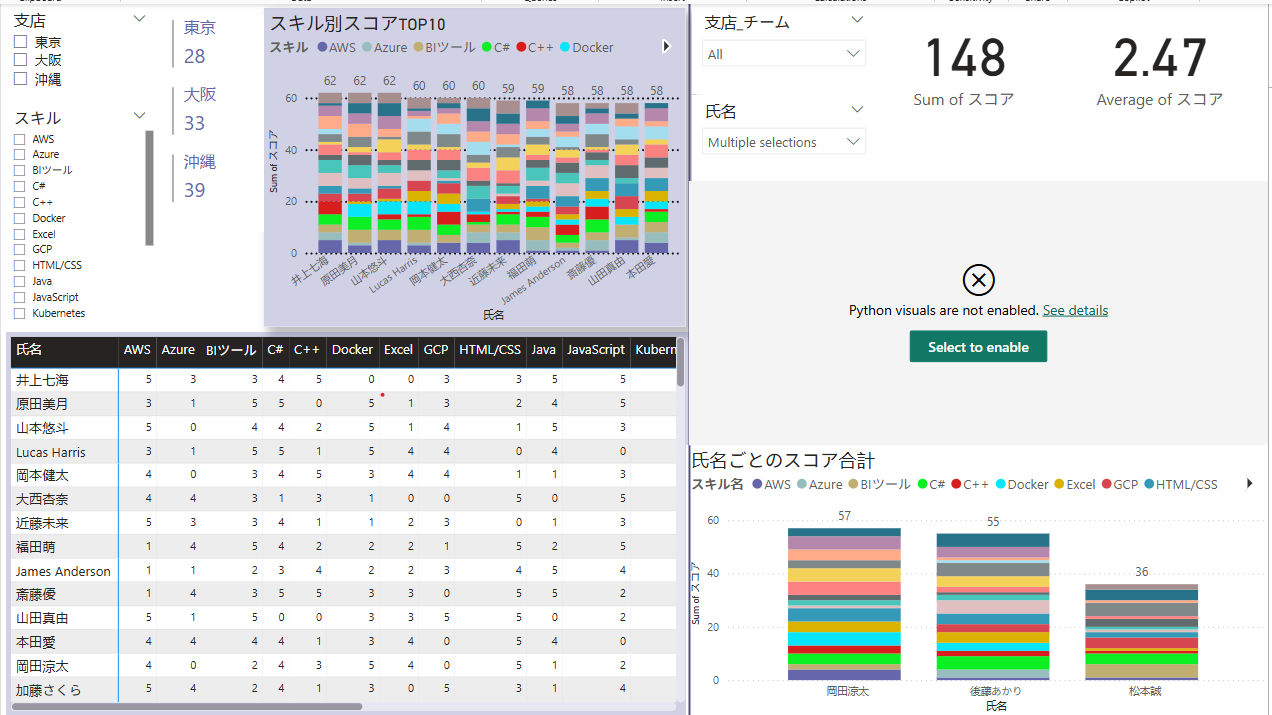 支店
東京
大阪
沖縄
スキル
AWS
Azure
BIツール
C#
C++
Docker
Excel
GCP
HTML/CSS
Java
JavaScript
Kubernetes
東京
28
大阪
33
沖縄
39
スキル別スコアTOP10
スキル AWS Azure BIツール C# C++ Docker
62 62 62 60 60 60 59 59 58 58 58 58
60
40
20
0
Sum of スコア
井上七海 原田美月 山本悠斗 Lucas Harris 岡本健太 大西杏奈 近藤未来 福田萌 James Anderson 斎藤優 山田真由 本田愛
氏名
氏名 AWS Azure BIツール C# C++ Docker Excel GCP HTML/CSS Java JavaScript Kubern
井上七海 5 3 3 4 5 0 0 3 3 5 5
原田美月 3 1 5 5 0 5 1 3 2 4 5
山本悠斗 5 0 4 4 2 5 1 4 1 5 3
Lucas Harris 3 1 5 5 1 5 4 4 0 4 0
岡本健太 4 0 3 4 5 3 4 4 1 1 3
大西杏奈 4 4 3 1 3 1 0 0 5 0 5
近藤未来 5 3 3 4 1 1 2 3 0 1 3
福田萌 1 4 5 4 2 2 2 1 5 2 5
James Anderson 1 1 2 3 4 2 2 3 4 5 4
斎藤優 1 4 3 5 5 3 3 0 5 5 2
山田真由 5 1 5 0 0 3 3 5 5 0 2
本田愛 4 4 4 4 1 3 4 0 5 4 0
岡田涼太 4 0 2 4 3 5 4 0 5 1 2
加藤さくら 5 4 2 4 1 3 0 5 3 1 4
支店_チーム
All
氏名
Multiple selections
148
Sum of スコア
2.47
Average of スコア
Python visuals are not enabled. See details
Select to enable
氏名ごとのスコア合計
スキル名 AWS Azure BIツール C# C++ Docker Excel GCP HTML/CSS
57 55 36
60
40
20
0
Sum of スコア
岡田涼太 後藤あかり 松本誠
氏名